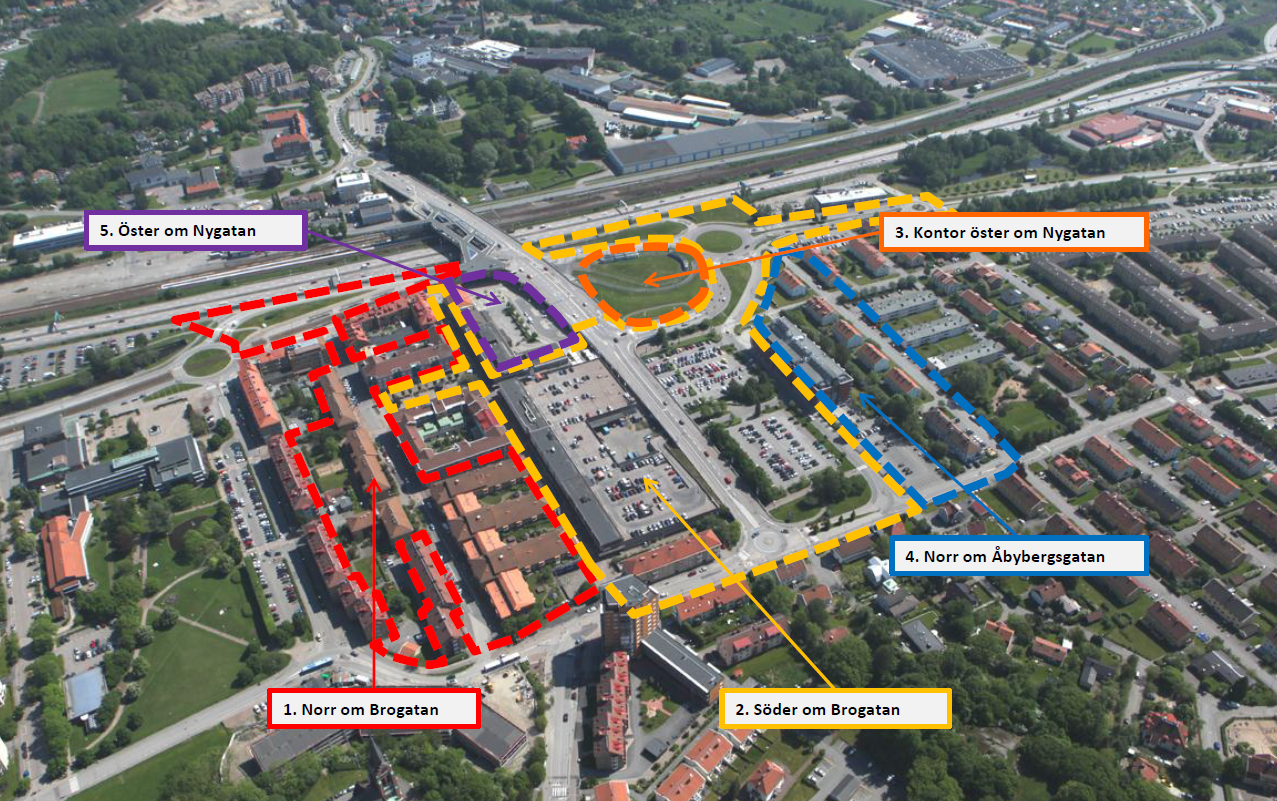 5. Öster om Nygatan
3. Kontor öster om Nygatan
4. Norr om Åbybergsgatan
1. Norr om Brogatan
2. Söder om Brogatan